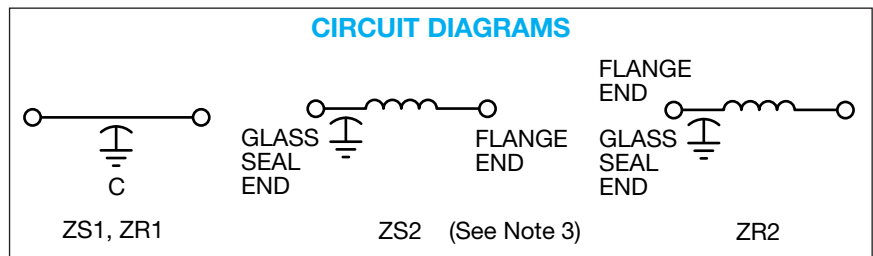 CIRCUIT DIAGRAMS
C
ZS1, ZR1
GLASS
SEAL
END
FLANGE
END
ZS2 (See Note 3)
FLANGE
END
GLASS
SEAL
END
ZR2